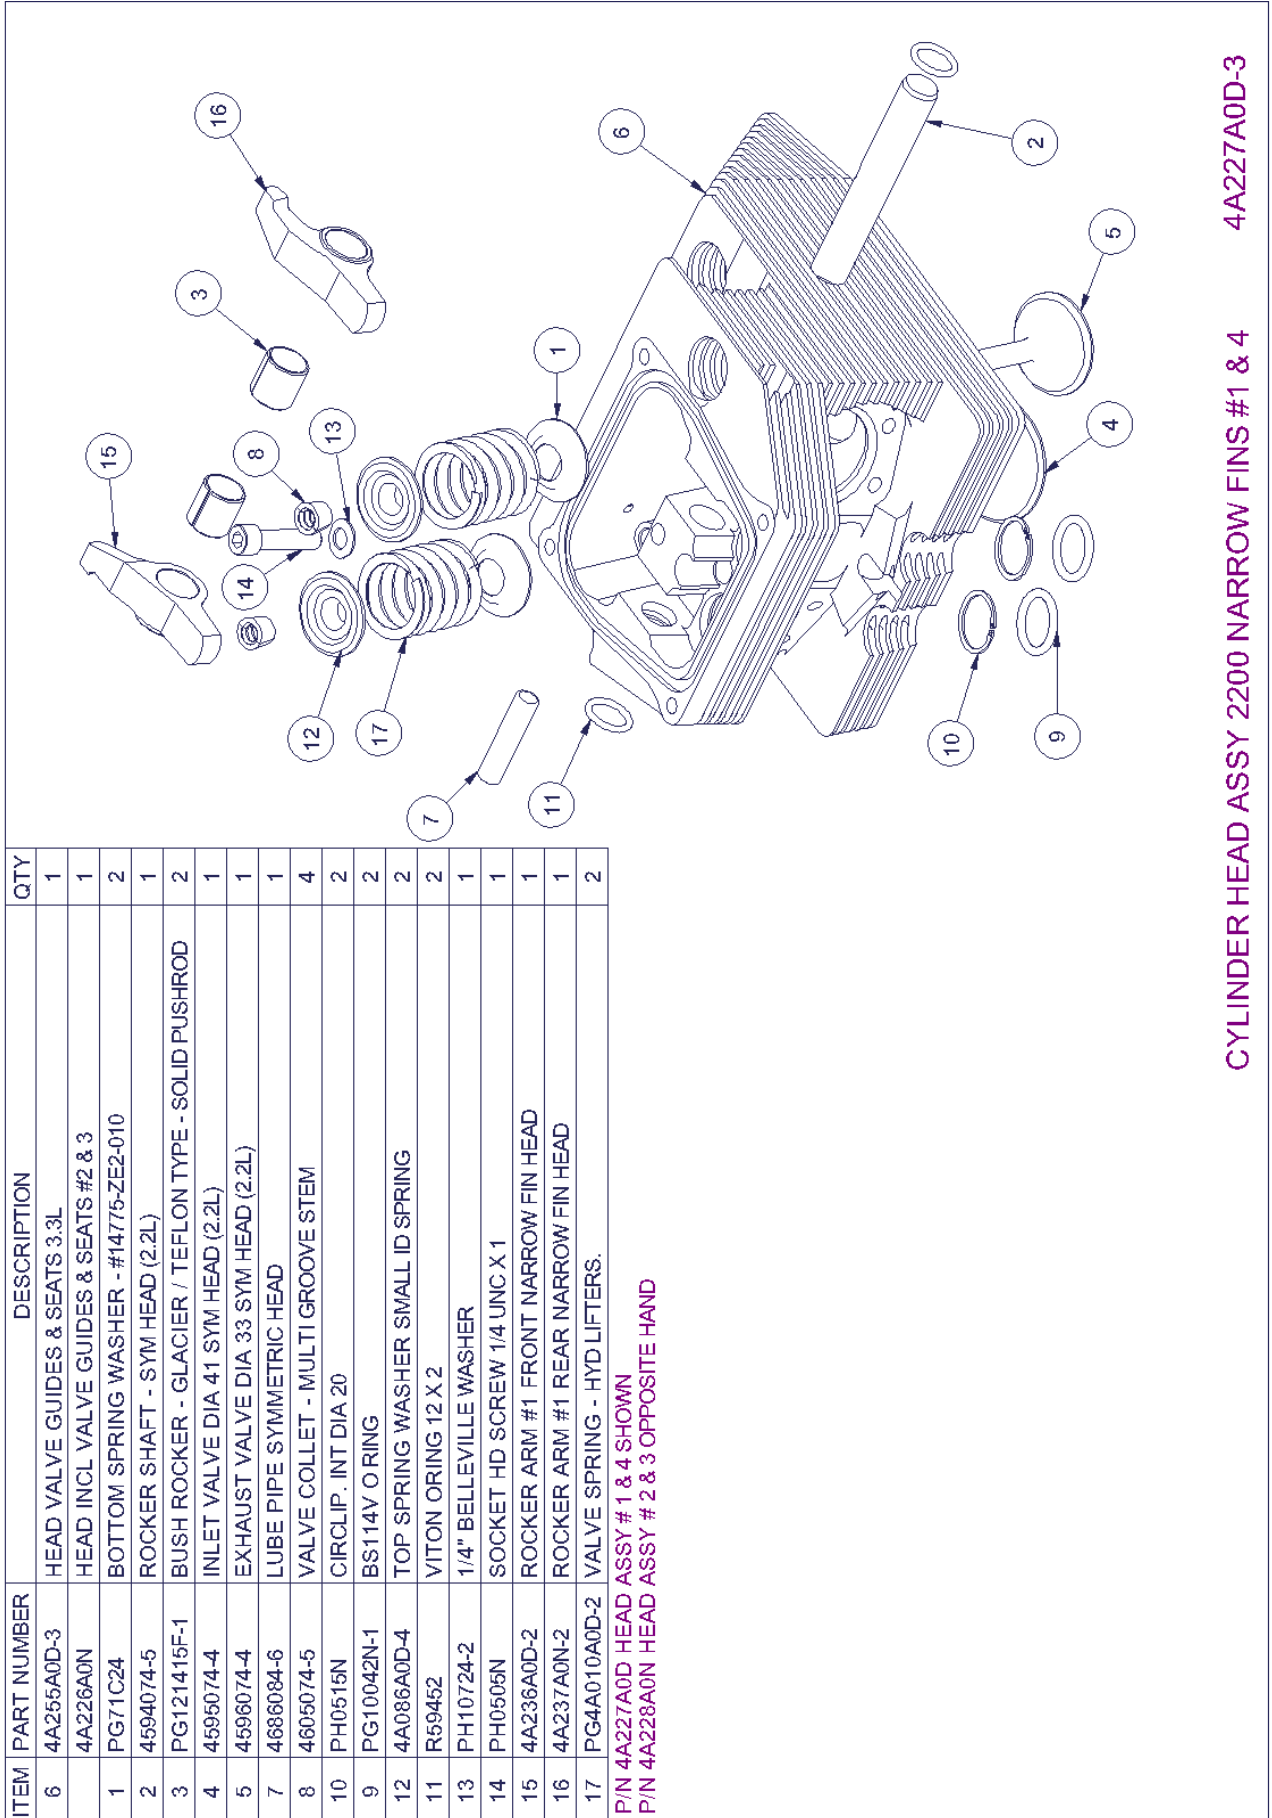 ITEM PART NUMBER DESCRIPTION QTY
6 4A255A0D-3 HEAD VALVE GUIDES & SEATS 3.3L 1
4A226A0N HEAD INCL VALVE GUIDES & SEATS #2 & 3 1
1 PG71C24 BOTTOM SPRING WASHER - #14775-ZE2-010 2
2 4594074-5 ROCKER SHAFT - SYM HEAD (2.2L) 1
3 PG121415F-1 BUSH ROCKER - GLACIER / TEFLON TYPE - SOLID PUSHROD 2
4 4595074-4 INLET VALVE DIA 41 SYM HEAD (2.2L) 1
5 4596074-4 EXHAUST VALVE DIA 33 SYM HEAD (2.2L) 1
7 4686084-6 LUBE PIPE SYMMETRIC HEAD 1
8 4605074-5 VALVE COLLET - MULTI GROOVE STEM 4
10 PH0515N CIRCLIP. INT DIA 20 2
9 PG10042N-1 BS114V O RING 2
12 4A086A0D-4 TOP SPRING WASHER SMALL ID SPRING 2
11 R59452 VITON ORING 12 X 2 2
13 PH10724-2 1/4" BELLEVILLE WASHER 1
14 PH0505N SOCKET HD SCREW 1/4 UNC X 1 1
15 4A236A0D-2 ROCKER ARM #1 FRONT NARROW FIN HEAD 1
16 4A237A0N-2 ROCKER ARM #1 REAR NARROW FIN HEAD 1
17 PG4A010A0D-2 VALVE SPRING - HYD LIFTERS. 2
P/N 4A227A0D HEAD ASSY # 1 & 4 SHOWN
P/N 4A228A0N HEAD ASSY # 2 & 3 OPPOSITE HAND
15
3
16
8
14
13
1
6
12
17
7
11
2
5
4
10
9
CYLINDER HEAD ASSY 2200 NARROW FINS #1 & 4 4A227A0D-3